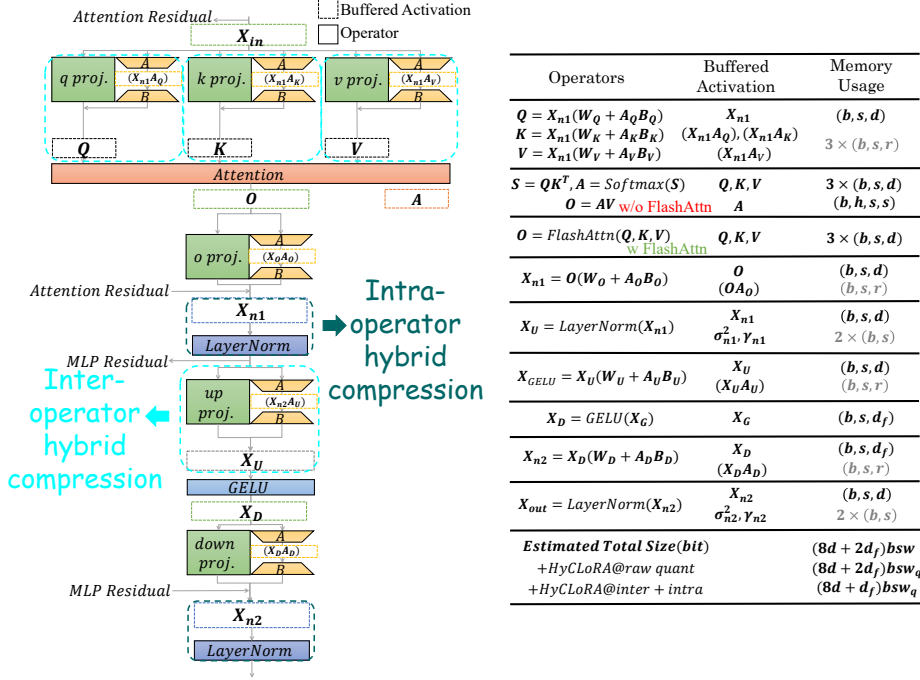 Attention Residual
Buffered Activation
Operator
X_in
q proj.
A
(X_n1 A_Q)
B
k proj.
A
(X_n1 A_K)
B
v proj.
A
(X_n1 A_V)
B
Q
K
V
Attention
O
A
o proj.
A
(X_O A_O)
B
Attention Residual
X_n1
LayerNorm
Intra-
operator
hybrid
compression
MLP Residual
Inter-
operator
hybrid
compression
up
proj.
A
(X_n2 A_U)
B
X_U
GELU
X_D
down
proj.
A
(X_D A_D)
B
MLP Residual
X_n2
LayerNorm
Operators
Buffered
Activation
Memory
Usage
Q = X_n1(W_Q + A_Q B_Q) X_n1 (b, s, d)
K = X_n1(W_K + A_K B_K) (X_n1 A_Q), (X_n1 A_K)
V = X_n1(W_V + A_V B_V) (X_n1 A_V) 3 × (b, s, r)
S = QK^T, A = Softmax(S) Q, K, V 3 × (b, s, d)
O = AV w/o FlashAttn A (b, h, s, s)
O = FlashAttn(Q, K, V) Q, K, V 3 × (b, s, d)
w FlashAttn
X_n1 = O(W_O + A_O B_O) O (b, s, d)
(OA_O) (b, s, r)
X_U = LayerNorm(X_n1) X_n1 (b, s, d)
σ²_n1, γ_n1 2 × (b, s)
X_GELU = X_U(W_U + A_U B_U) X_U (b, s, d)
(X_U A_U) (b, s, r)
X_D = GELU(X_G) X_G (b, s, d_f)
X_n2 = X_D(W_D + A_D B_D) X_D (b, s, d_f)
(X_D A_D) (b, s, r)
X_out = LayerNorm(X_n2) X_n2 (b, s, d)
σ²_n2, γ_n2 2 × (b, s)
Estimated Total Size(bit) (8d + 2d_f)bsw
+HyCLoRA@raw quant (8d + 2d_f)bsw_q
+HyCLoRA@inter + intra (8d + d_f)bsw_q